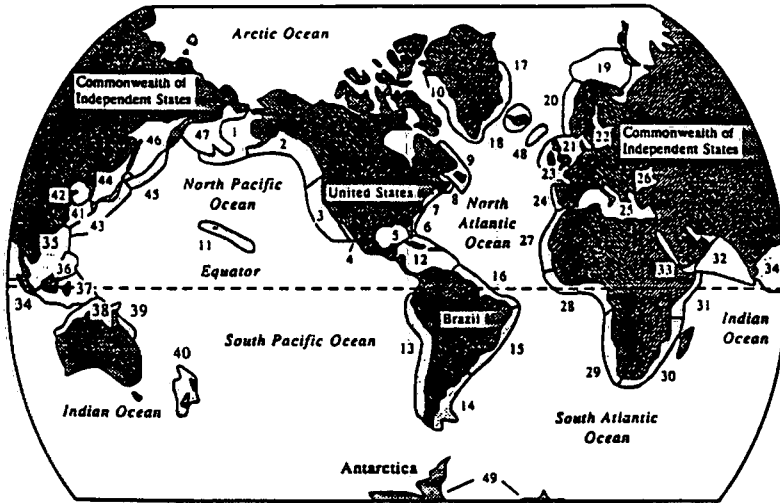 Arctic Ocean
17
19
Commonwealth of
Independent States
10
20
46
47
1
2
18
48
21
22
Commonwealth of
Independent States
9
23
26
42
44
45
North Pacific
Ocean
United States
8
North
Atlantic
Ocean
24
25
41
43
3
7
6
5
35
11
4
12
27
32
36
Equator
16
33
34
37
34
28
38
39
South Pacific Ocean
Brazil
31
Indian
Ocean
13
15
40
29
30
Indian Ocean
14
South Atlantic
Ocean
Antarctica
49